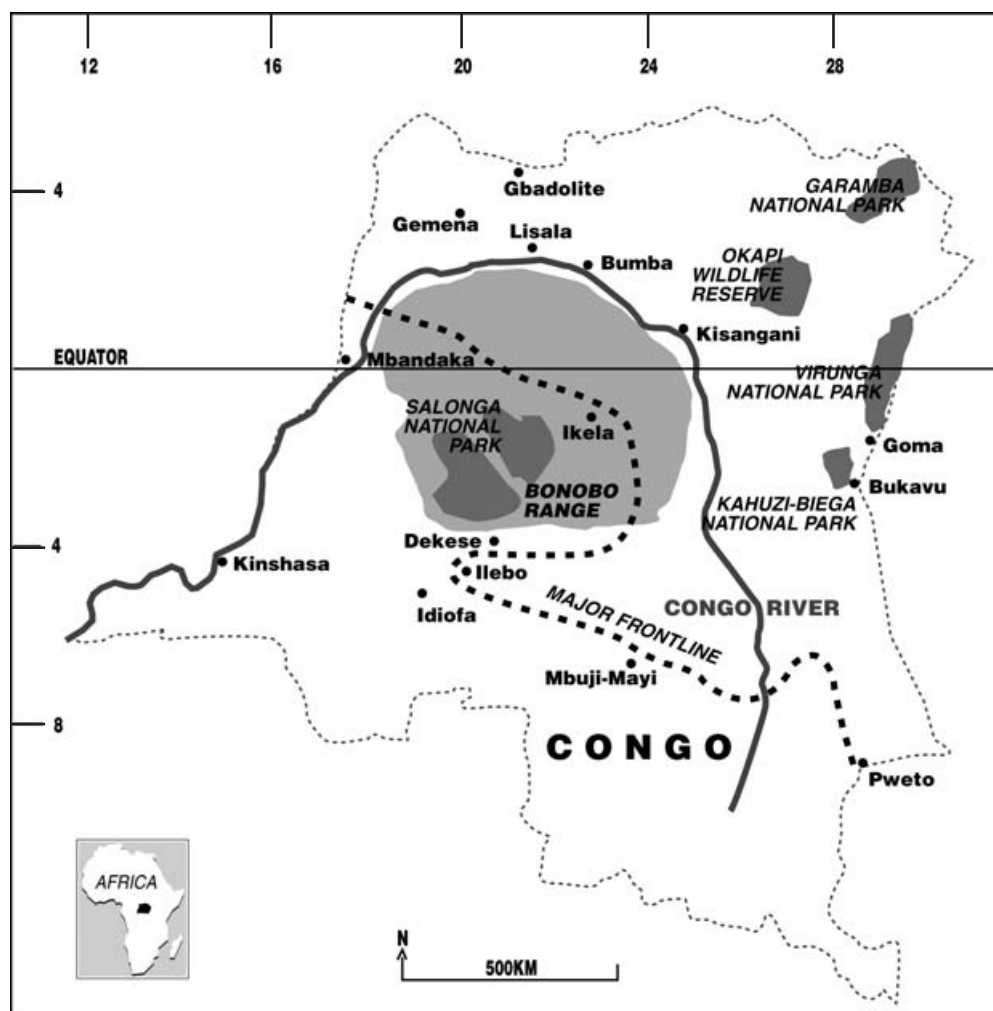 12 16 20 24 28
4
Gbadolite
GARAMBA
NATIONAL PARK
Gemena
Lisala
Bumba
OKAPI
WILDLIFE
RESERVE
Kisangani
EQUATOR
Mbandaka
VIRUNGA
NATIONAL PARK
SALONGA
NATIONAL
PARK
Ikela
Goma
BONOBO
RANGE
Bukavu
KAHUZI-BIEGA
NATIONAL PARK
4
Dekese
Kinshasa
Ilebo
Idiofa
MAJOR FRONTLINE
CONGO RIVER
Mbuji-Mayi
8
CONGO
Pweto
AFRICA
N
500KM